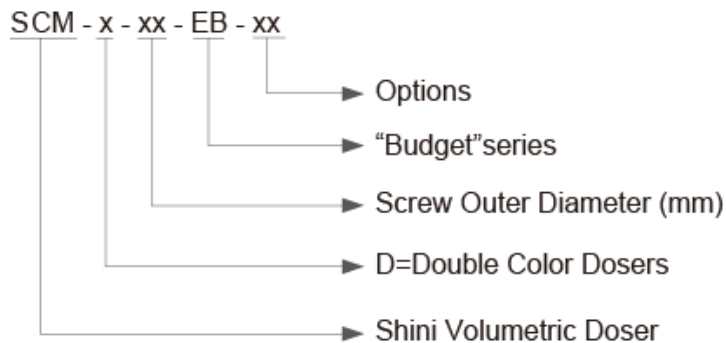 SCM - x - xx - EB - xx
Options
“Budget”series
Screw Outer Diameter (mm)
D=Double Color Dosers
Shini Volumetric Doser